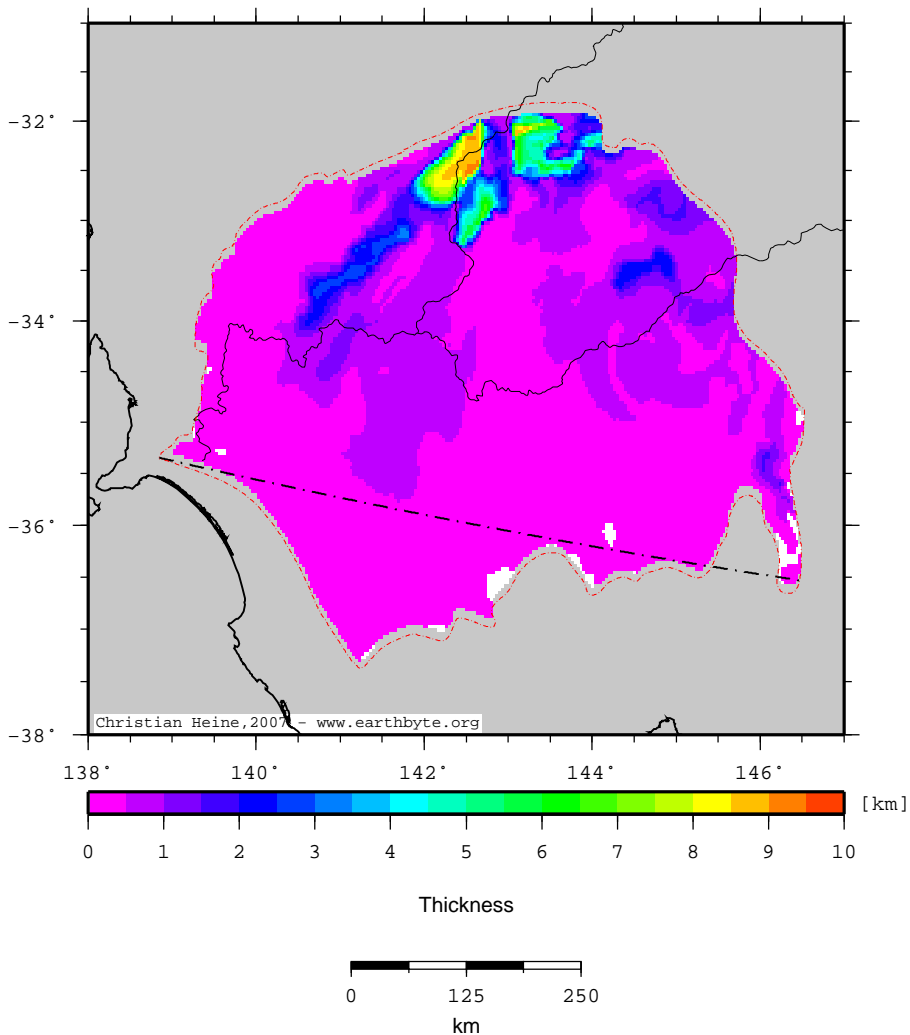 −32°
−34°
−36°
−38°
Christian Heine,2007 - www.earthbyte.org
138° 140° 142° 144° 146°
[km]
0 1 2 3 4 5 6 7 8 9 10
Thickness
0 125 250
km